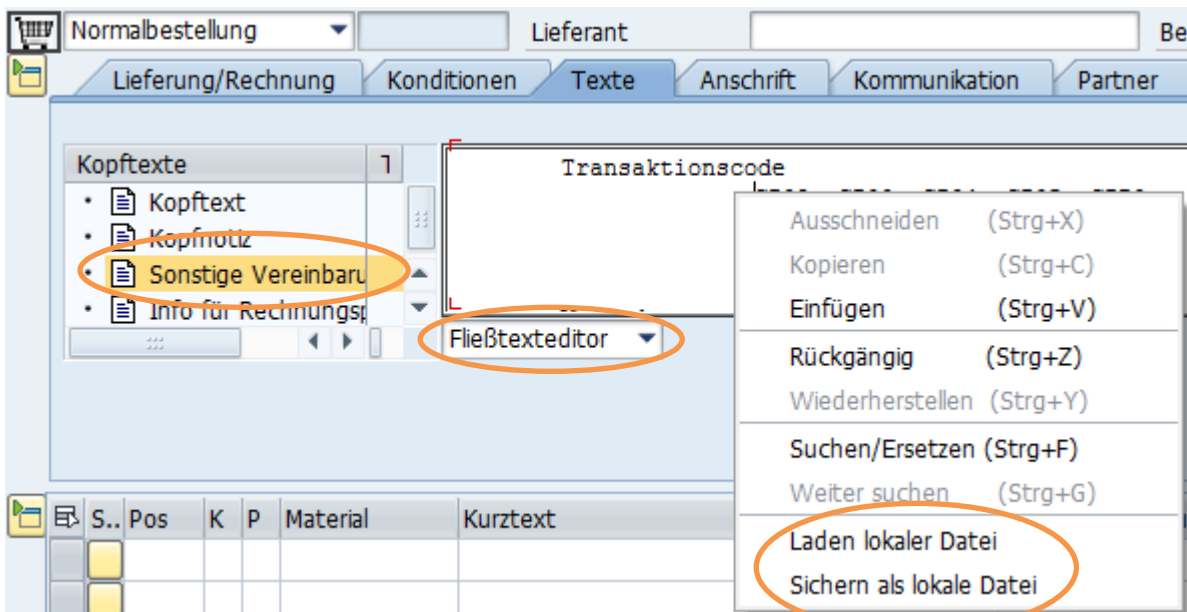 Normalbestellung Lieferant Be
Lieferung/Rechnung Konditionen Texte Anschrift Kommunikation Partner
Kopftexte T
Transaktionscode
Kopftext
Kopfnotiz
Sonstige Vereinbaru
Info für Rechnungsp
Fließtexteditor
Ausschneiden (Strg+X)
Kopieren (Strg+C)
Einfügen (Strg+V)
Rückgängig (Strg+Z)
Wiederherstellen (Strg+Y)
Suchen/Ersetzen (Strg+F)
Weiter suchen (Strg+G)
Laden lokaler Datei
Sichern als lokale Datei
S.. Pos K P Material Kurztext